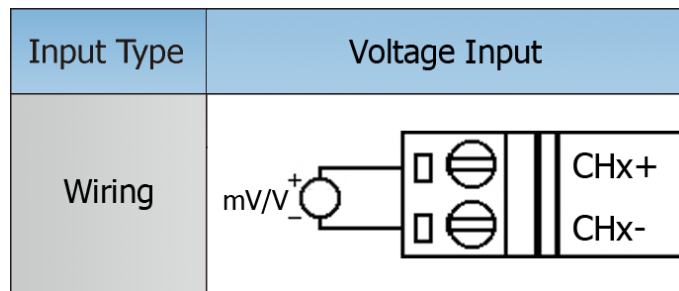 Input Type
Voltage Input
Wiring
mV/V
+
−
CHx+
CHx-